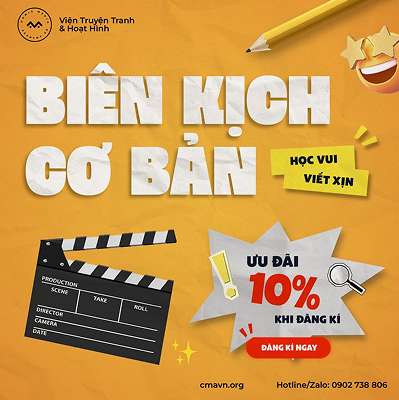 Viện Truyện Tranh
& Hoạt Hình
BIÊN KỊCH
CƠ BẢN
HỌC VUI
VIẾT XỊN
PRODUCTION
SCENE TAKE ROLL
DIRECTOR
CAMERA
DATE
ƯU ĐÃI
10%
KHI ĐĂNG KÍ
ĐĂNG KÍ NGAY
cmavn.org Hotline/Zalo: 0902 738 806